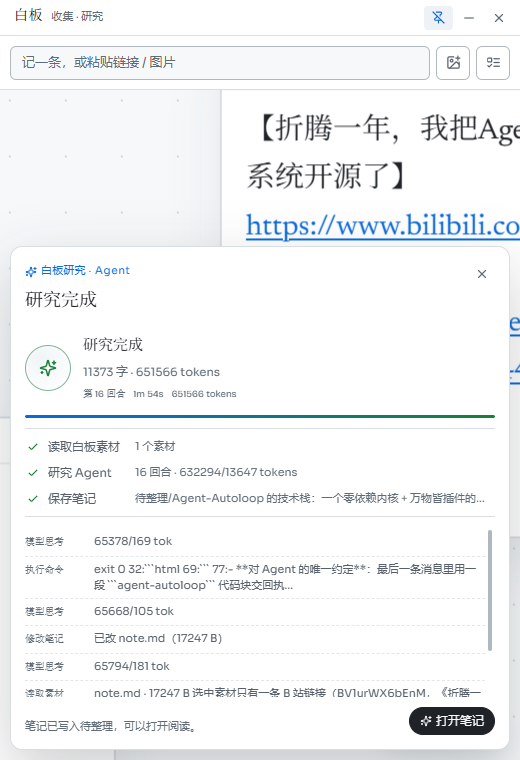 白板 收集·研究
记一条，或粘贴链接 / 图片
【折腾一年，我把Age
系统开源了】
https://www.bilibili.co
白板研究 · Agent
研究完成
研究完成
11373 字 · 651566 tokens
第 16 回合 1m 54s 651566 tokens
读取白板素材 1 个素材
研究 Agent 16 回合 · 632294/13647 tokens
保存笔记 待整理/Agent-Autoloop 的技术栈：一个零依赖内核 + 万物皆插件的...
模型思考 65378/169 tok
执行命令 exit 0 32:```html 69:``` 77:- **对 Agent 的唯一约定**：最后一条消息里用一
段 ```agent-autoloop``` 代码块交回执...
模型思考 65668/105 tok
修改笔记 已改 note.md（17247 B）
模型思考 65794/181 tok
读取素材 note.md · 17247 B 选中素材只有一条 B 站链接（BV1urWX6bEnM，《折腾一
笔记已写入待整理，可以打开阅读。
打开笔记